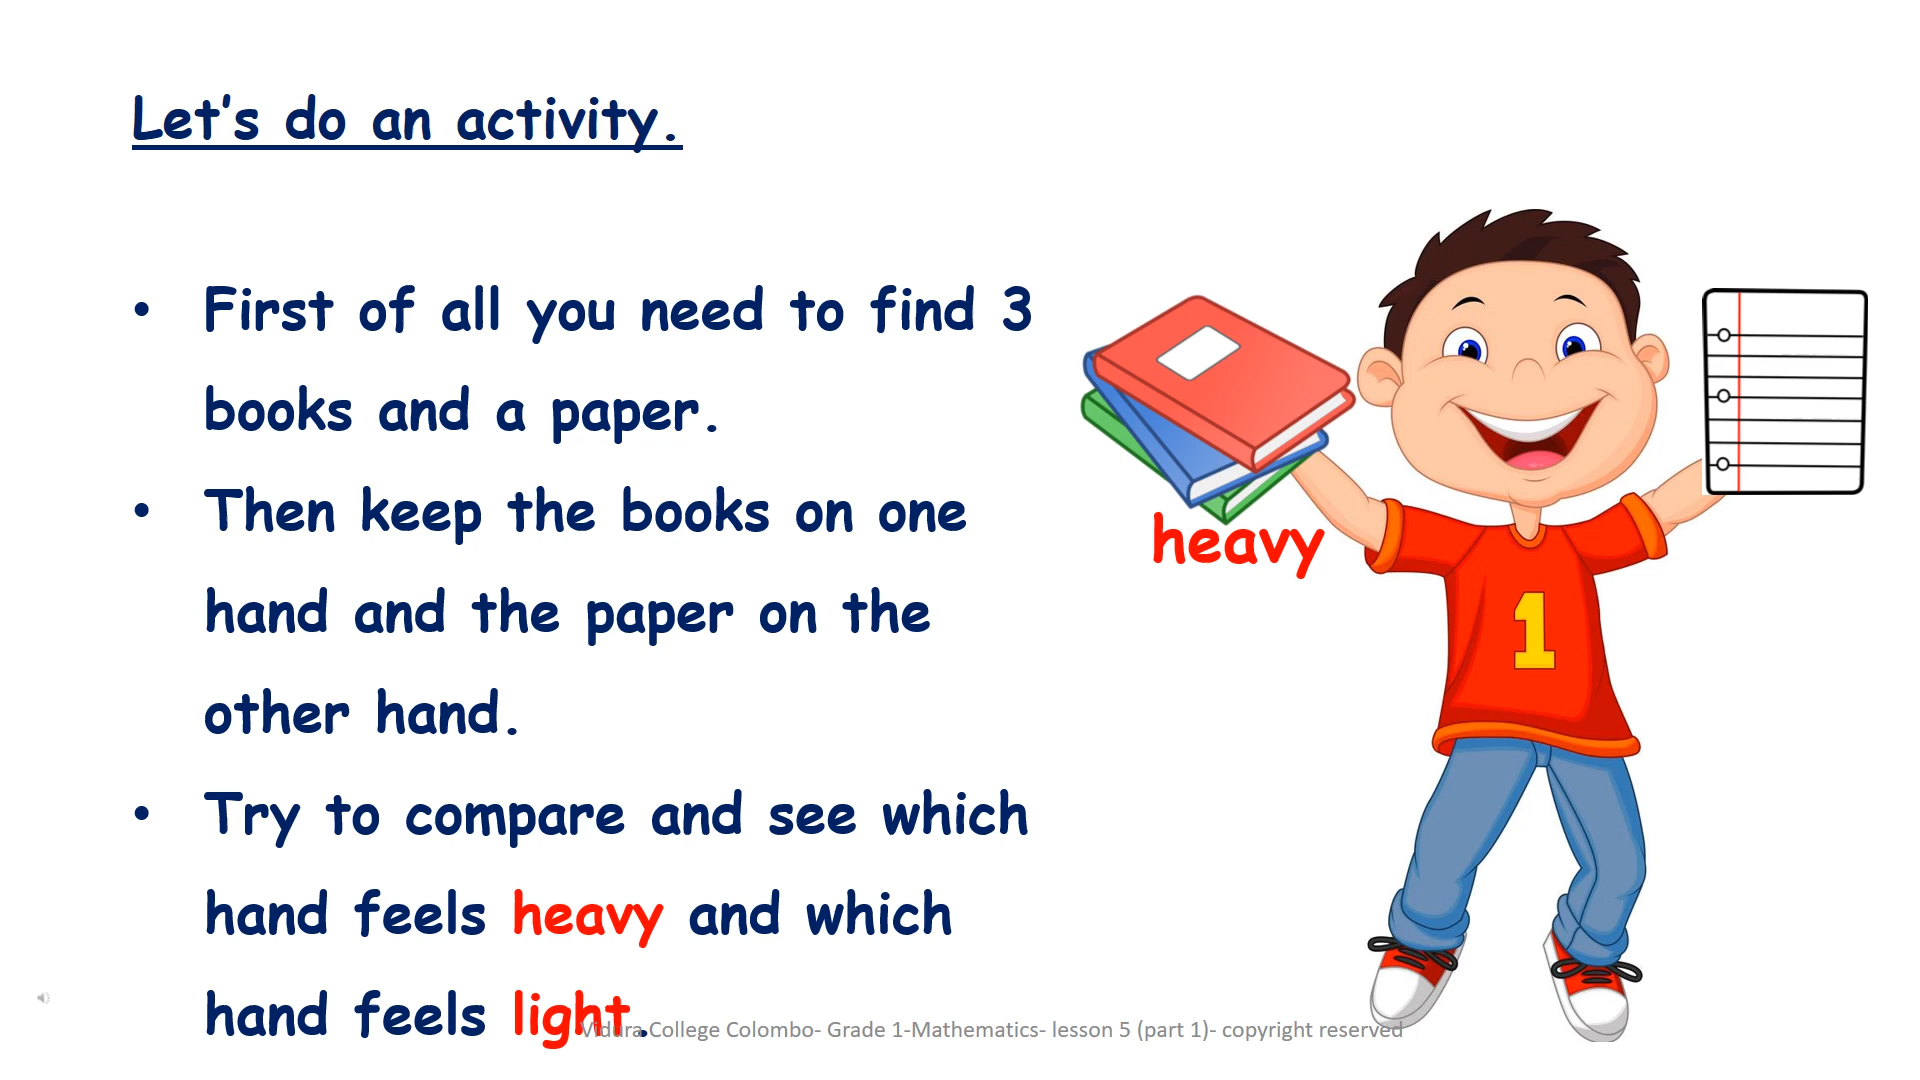 Let's do an activity.
• First of all you need to find 3
books and a paper.
• Then keep the books on one
hand and the paper on the
other hand.
• Try to compare and see which
hand feels heavy and which
hand feels light.
heavy
1
Vidura College Colombo- Grade 1-Mathematics- lesson 5 (part 1)- copyright reserved